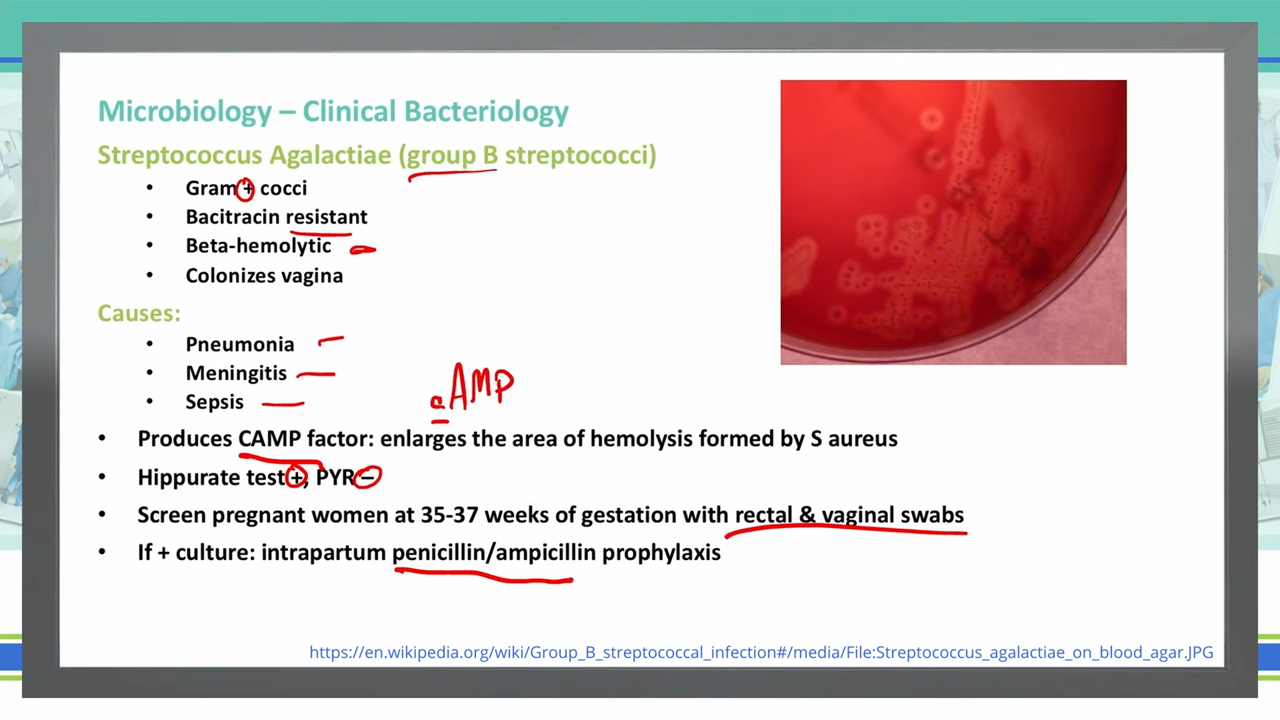 Microbiology – Clinical Bacteriology
Streptococcus Agalactiae (group B streptococci)
• Gram + cocci
• Bacitracin resistant
• Beta-hemolytic
• Colonizes vagina
Causes:
• Pneumonia
• Meningitis
• Sepsis
CAMP
• Produces CAMP factor: enlarges the area of hemolysis formed by S aureus
• Hippurate test +, PYR –
• Screen pregnant women at 35-37 weeks of gestation with rectal & vaginal swabs
• If + culture: intrapartum penicillin/ampicillin prophylaxis
https://en.wikipedia.org/wiki/Group_B_streptococcal_infection#/media/File:Streptococcus_agalactiae_on_blood_agar.JPG